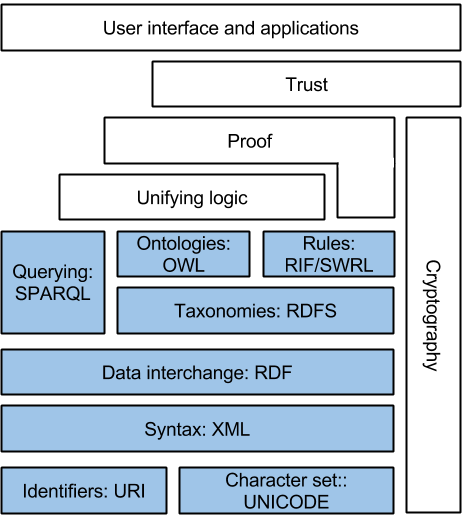 User interface and applications
Trust
Proof
Unifying logic
Querying:
SPARQL
Ontologies:
OWL
Rules:
RIF/SWRL
Taxonomies: RDFS
Cryptography
Data interchange: RDF
Syntax: XML
Identifiers: URI
Character set::
UNICODE